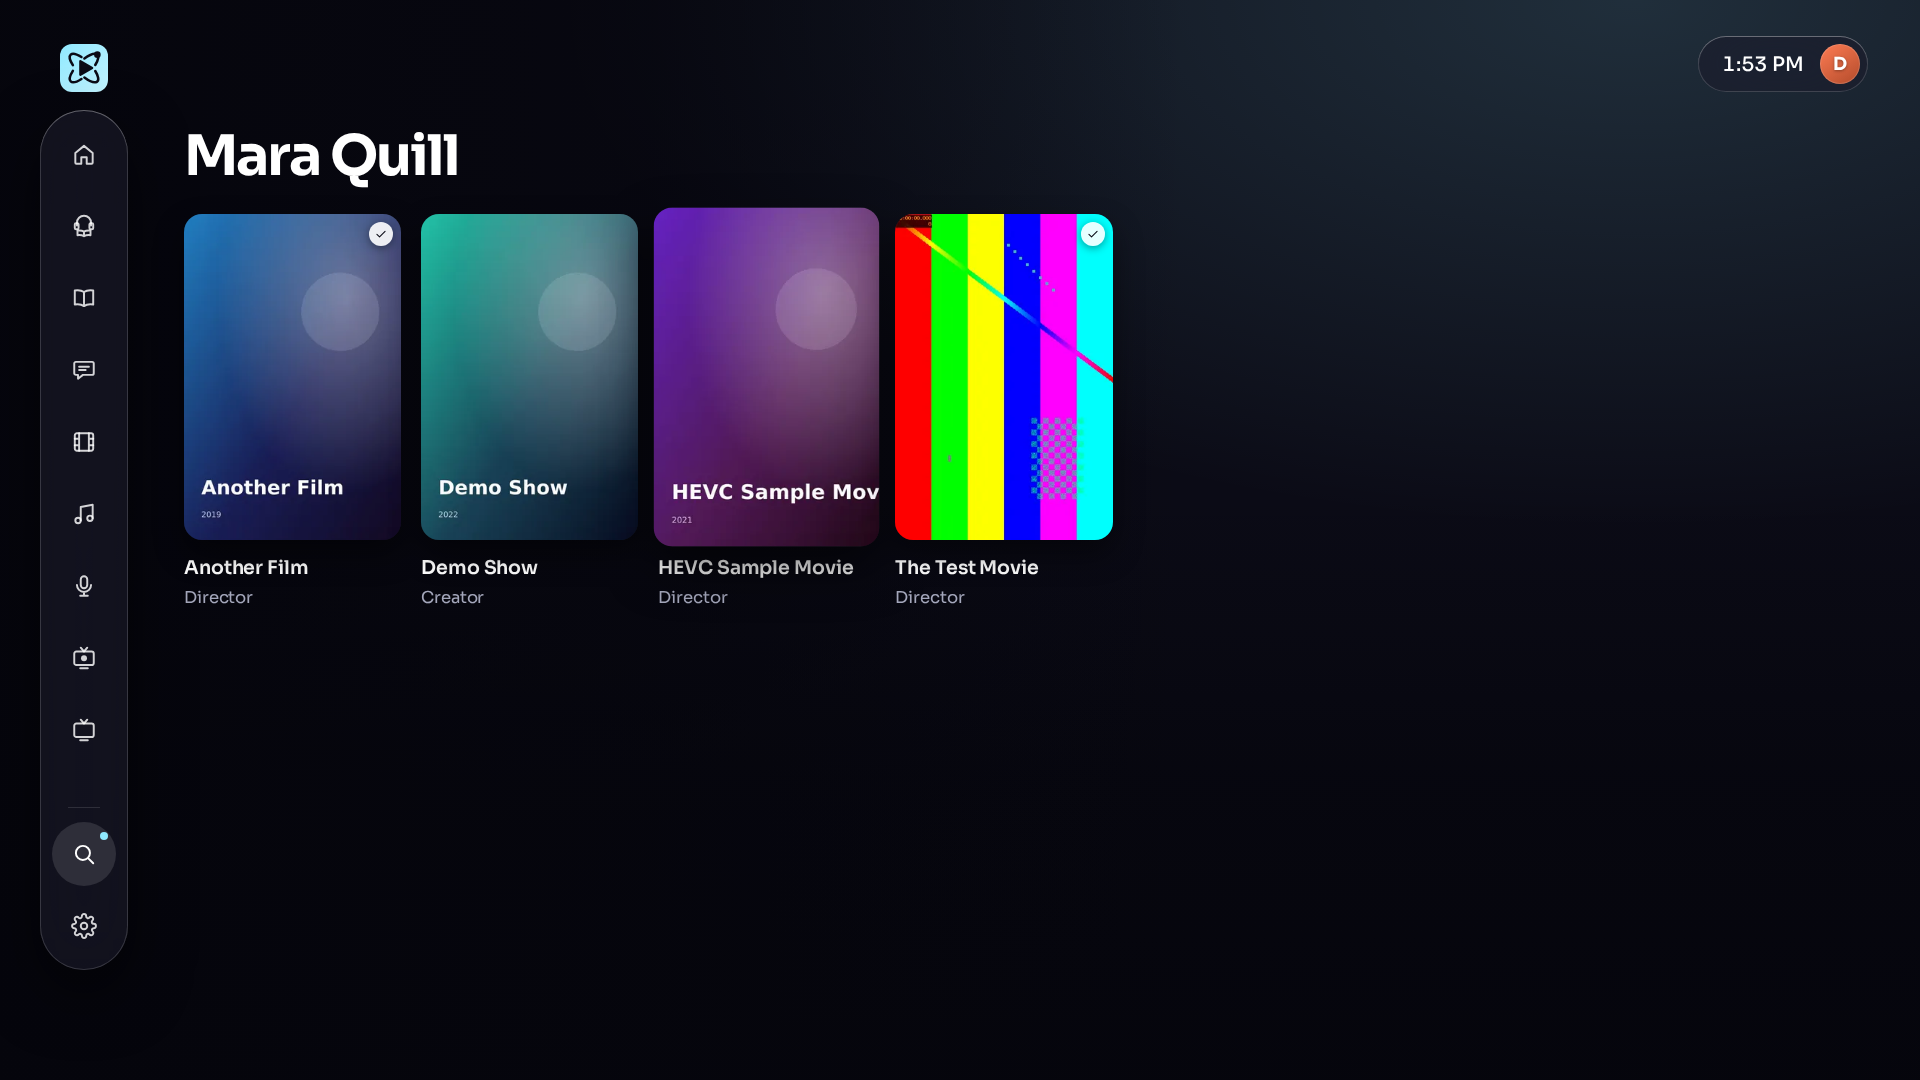 1:53 PM
D
Mara Quill
Another Film
2019
Demo Show
2022
HEVC Sample Mov
2021
Another Film
Director
Demo Show
Creator
HEVC Sample Movie
Director
The Test Movie
Director